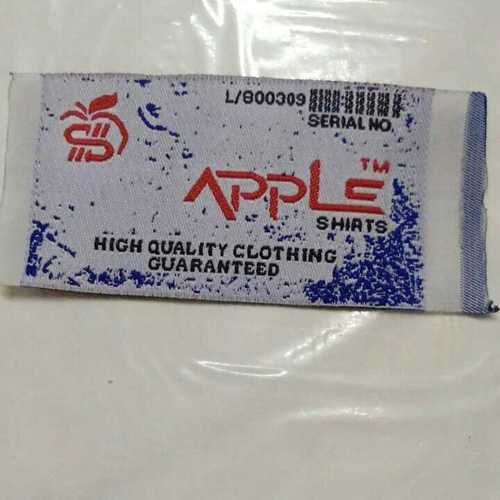 L/800309
SERIAL NO.
APPLE™
SHIRTS
HIGH QUALITY CLOTHING
GUARANTEED